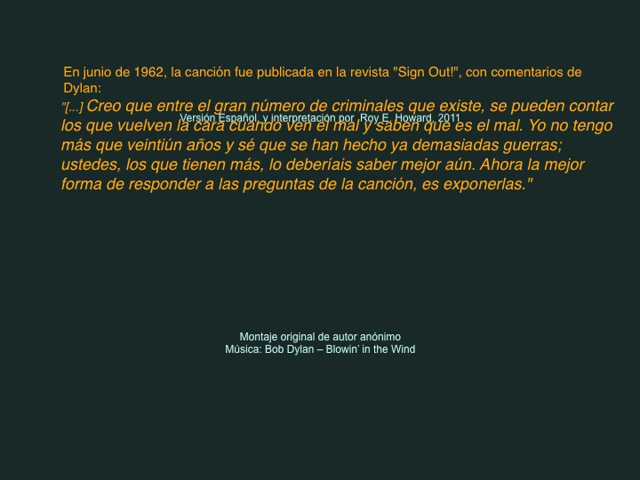 En junio de 1962, la canción fue publicada en la revista "Sign Out!", con comentarios de
Dylan:
"[...] Creo que entre el gran número de criminales que existe, se pueden contar
Versión Español, y interpretación por Roy E. Howard, 2011
los que vuelven la cara cuando ven el mal y saben que es el mal. Yo no tengo
más que veintiún años y sé que se han hecho ya demasiadas guerras;
ustedes, los que tienen más, lo deberíais saber mejor aún. Ahora la mejor
forma de responder a las preguntas de la canción, es exponerlas."
Montaje original de autor anónimo
Música: Bob Dylan – Blowin' in the Wind